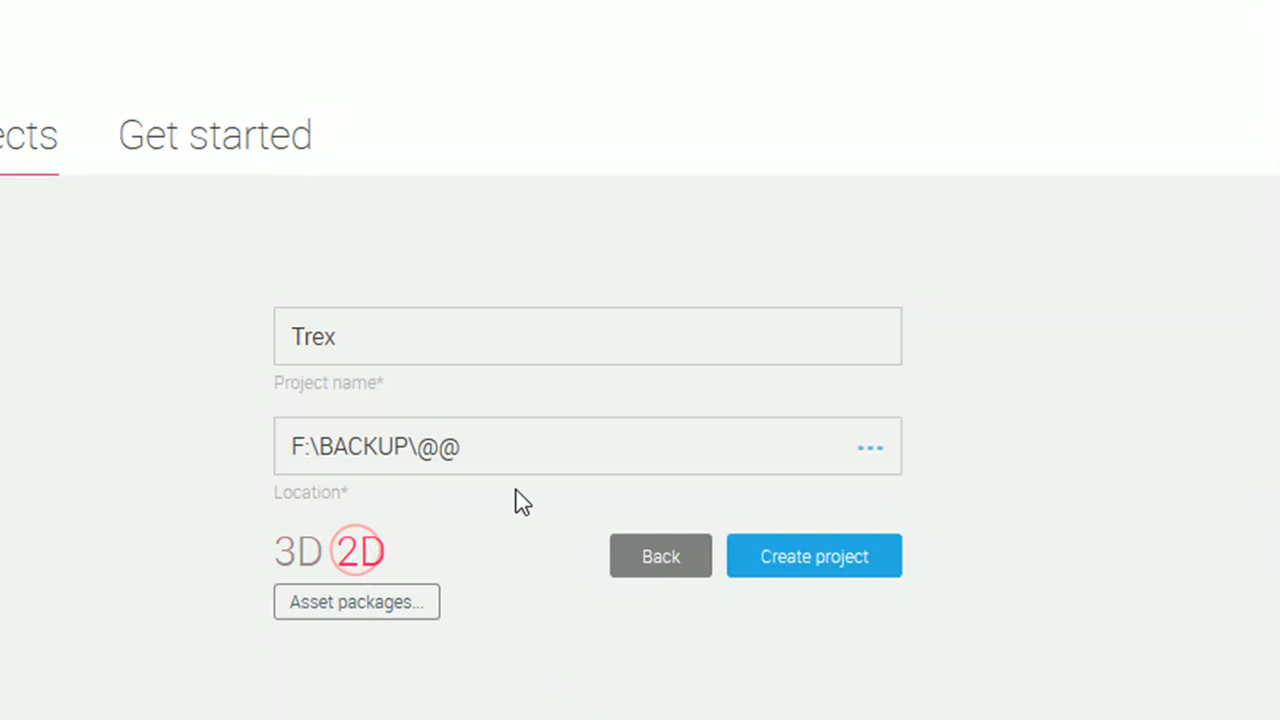 ects Get started
Trex
Project name*
F:\BACKUP\@@ ...
Location*
3D 2D Back Create project
Asset packages...